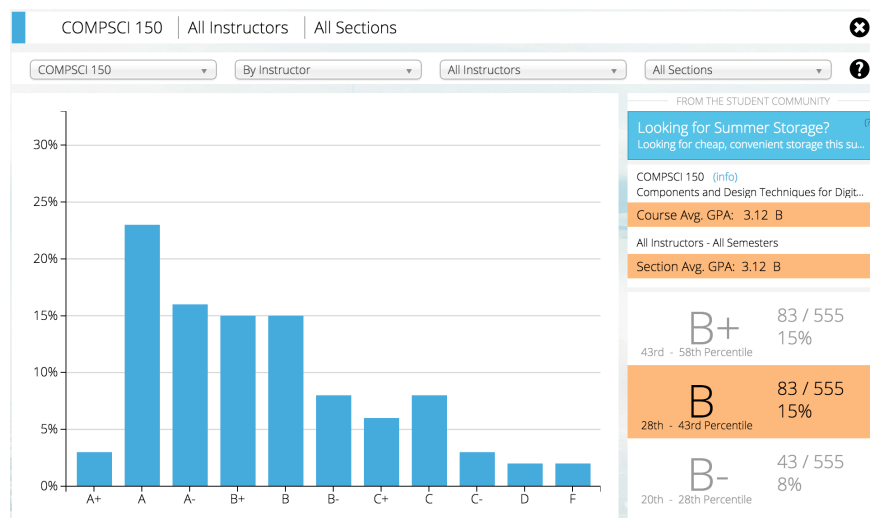 COMPSCI 150 All Instructors All Sections
COMPSCI 150 By Instructor All Instructors All Sections
FROM THE STUDENT COMMUNITY
Looking for Summer Storage?
Looking for cheap, convenient storage this su...
COMPSCI 150 (info)
Components and Design Techniques for Digit...
Course Avg. GPA: 3.12 B
All Instructors - All Semesters
Section Avg. GPA: 3.12 B
B+ 83 / 555
15%
43rd - 58th Percentile
B 83 / 555
15%
28th - 43rd Percentile
B- 43 / 555
8%
20th - 28th Percentile
30%
25%
20%
15%
10%
5%
0%
A+ A A- B+ B B- C+ C C- D F